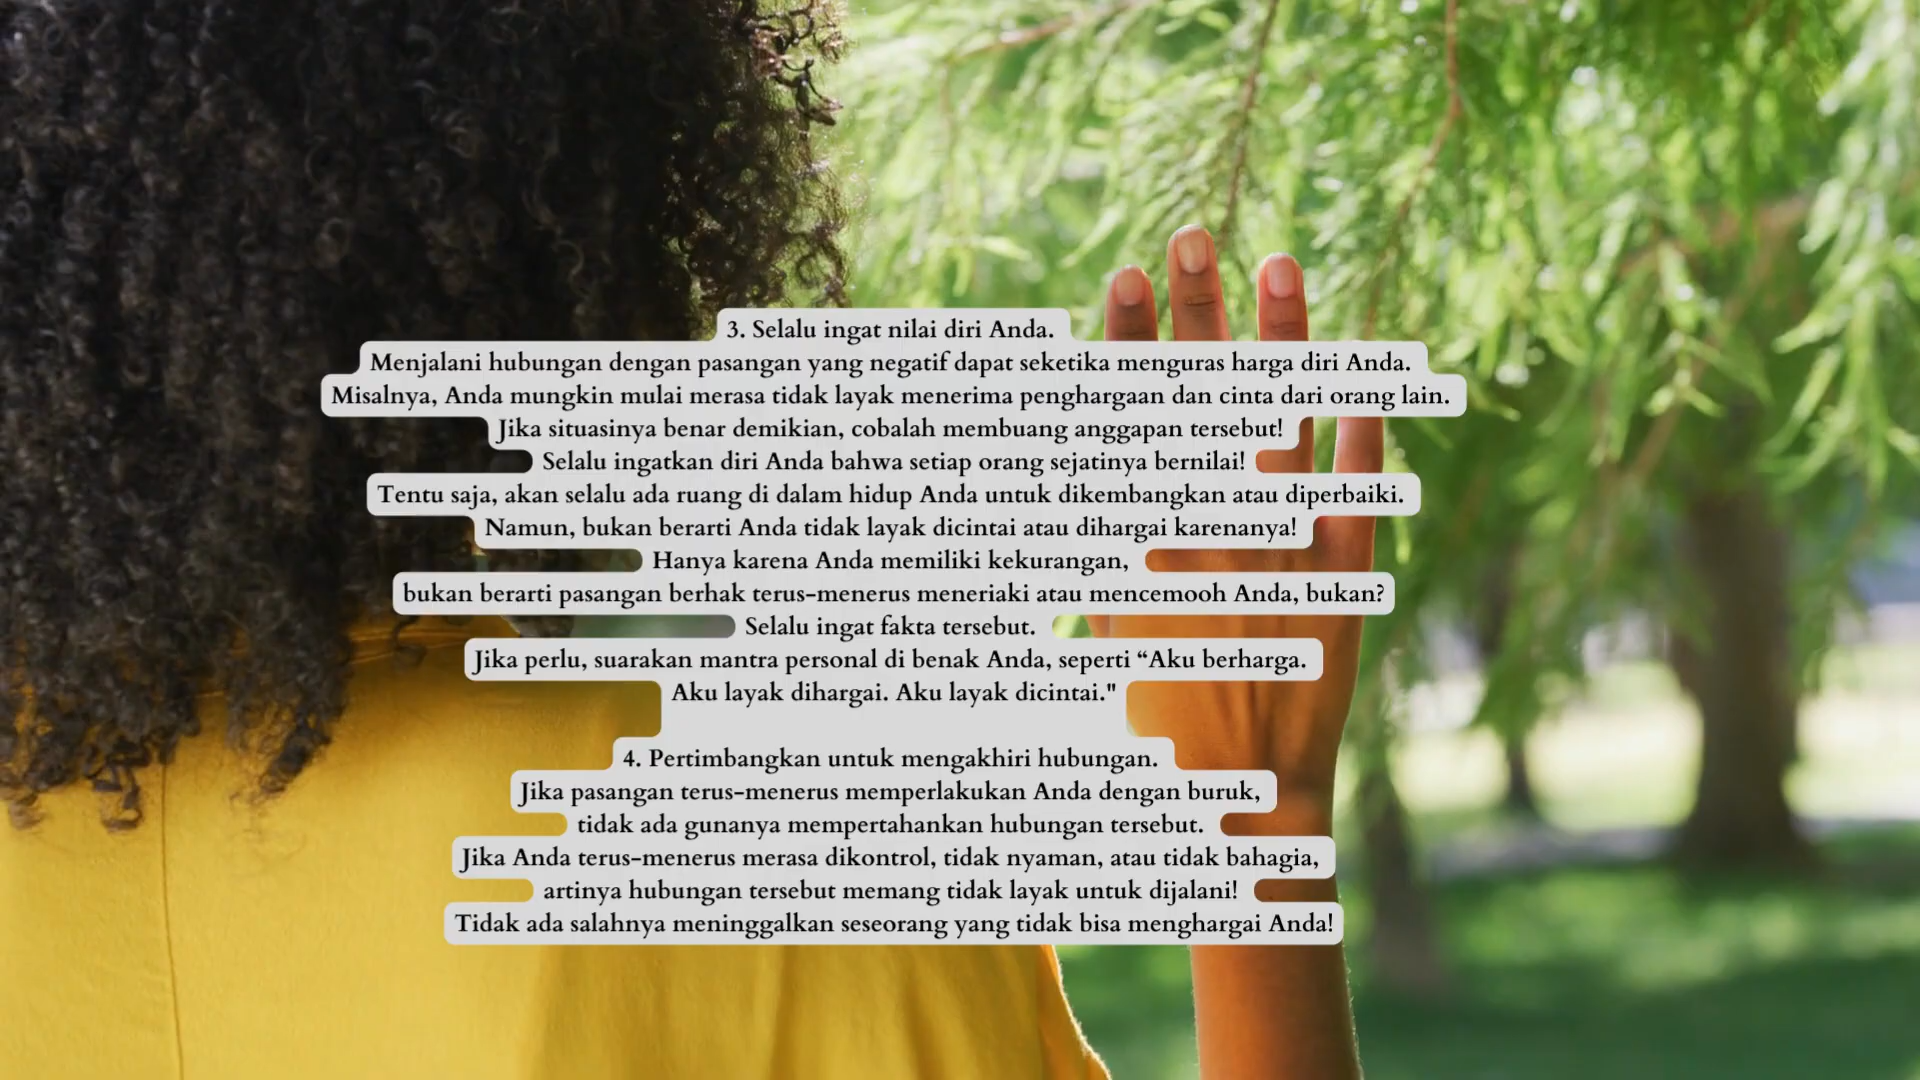 3. Selalu ingat nilai diri Anda.
Menjalani hubungan dengan pasangan yang negatif dapat seketika menguras harga diri Anda.
Misalnya, Anda mungkin mulai merasa tidak layak menerima penghargaan dan cinta dari orang lain.
Jika situasinya benar demikian, cobalah membuang anggapan tersebut!
Selalu ingatkan diri Anda bahwa setiap orang sejatinya bernilai!
Tentu saja, akan selalu ada ruang di dalam hidup Anda untuk dikembangkan atau diperbaiki.
Namun, bukan berarti Anda tidak layak dicintai atau dihargai karenanya!
Hanya karena Anda memiliki kekurangan,
bukan berarti pasangan berhak terus-menerus meneriaki atau mencemooh Anda, bukan?
Selalu ingat fakta tersebut.
Jika perlu, suarakan mantra personal di benak Anda, seperti “Aku berharga.
Aku layak dihargai. Aku layak dicintai."
4. Pertimbangkan untuk mengakhiri hubungan.
Jika pasangan terus-menerus memperlakukan Anda dengan buruk,
tidak ada gunanya mempertahankan hubungan tersebut.
Jika Anda terus-menerus merasa dikontrol, tidak nyaman, atau tidak bahagia,
artinya hubungan tersebut memang tidak layak untuk dijalani!
Tidak ada salahnya meninggalkan seseorang yang tidak bisa menghargai Anda!